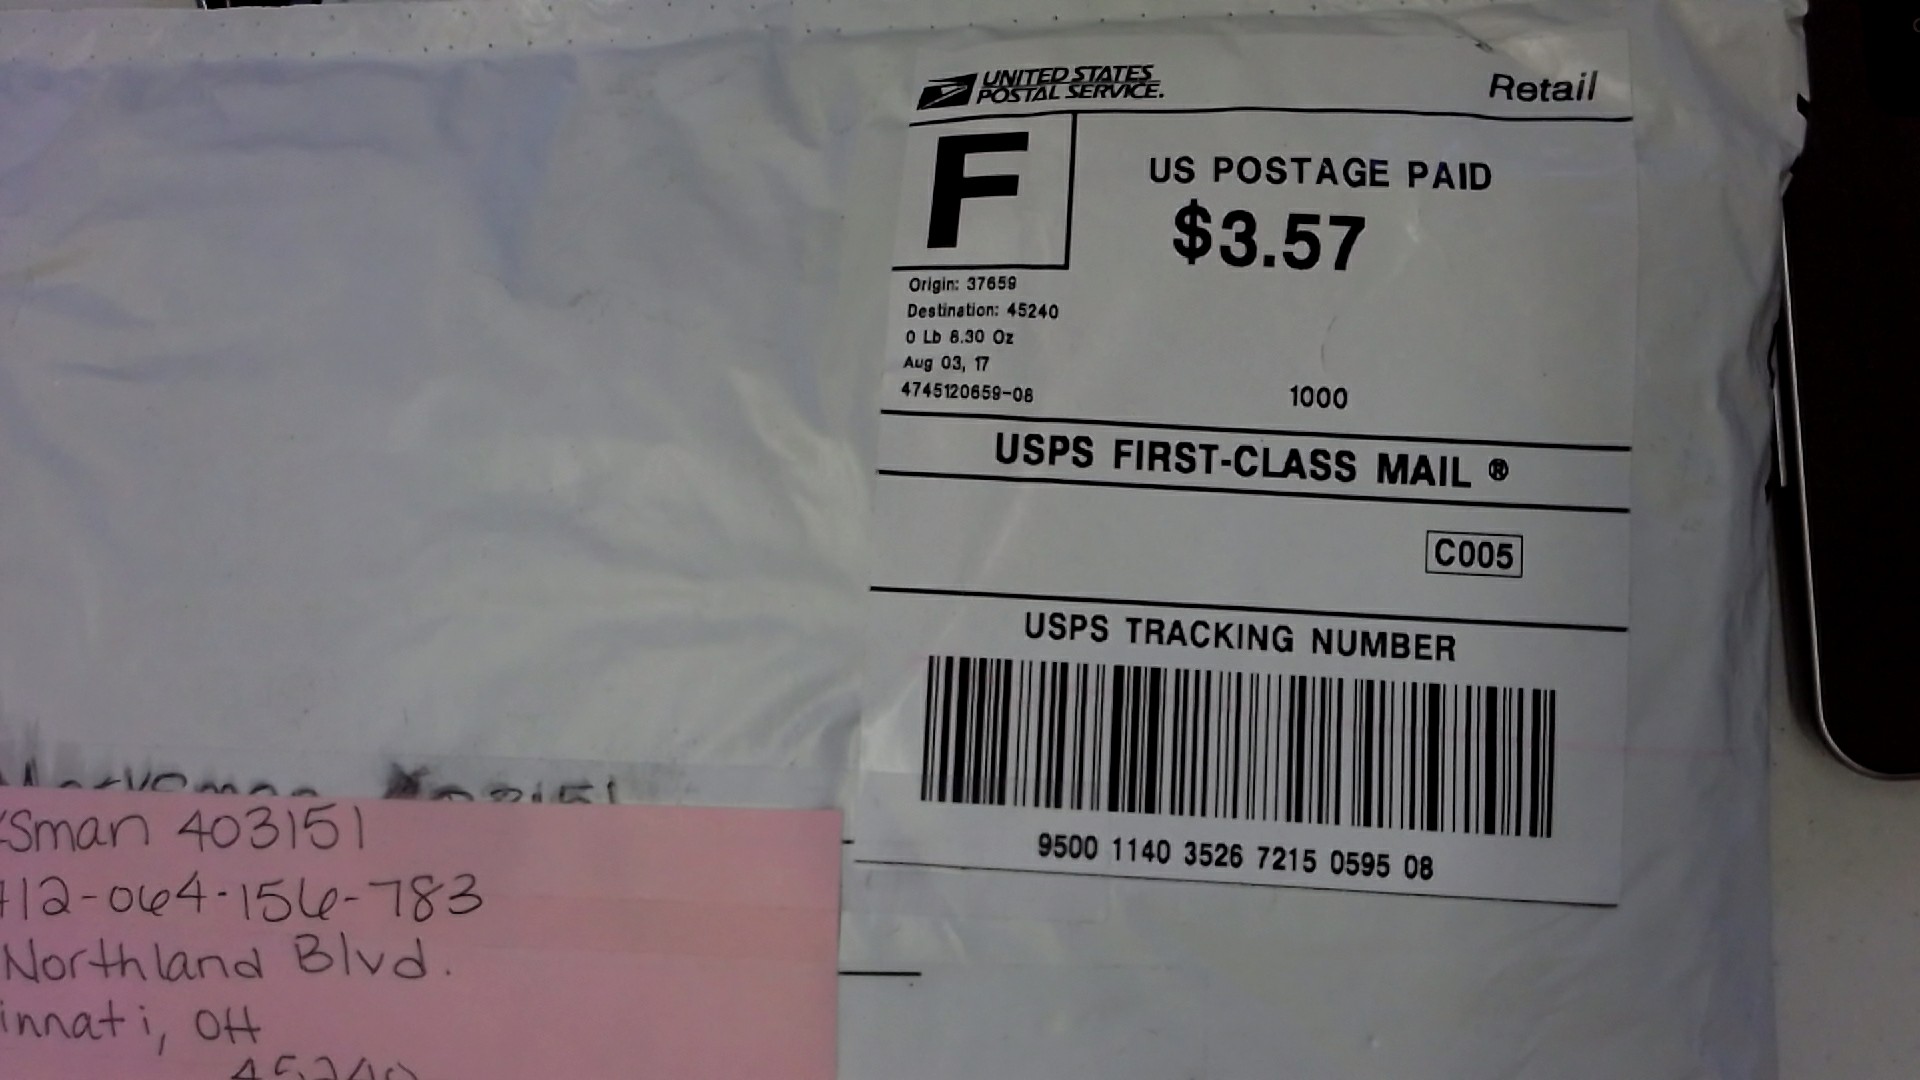 UNITED STATES
POSTAL SERVICE.
Retail
F
US POSTAGE PAID
$3.57
Origin: 37659
Destination: 45240
0 Lb 8.30 Oz
Aug 03, 17
4745120659-08
1000
USPS FIRST-CLASS MAIL ®
C005
USPS TRACKING NUMBER
9500 1140 3526 7215 0595 08
sman 403151
412-064-156-783
Northland Blvd.
innati, OH
45240